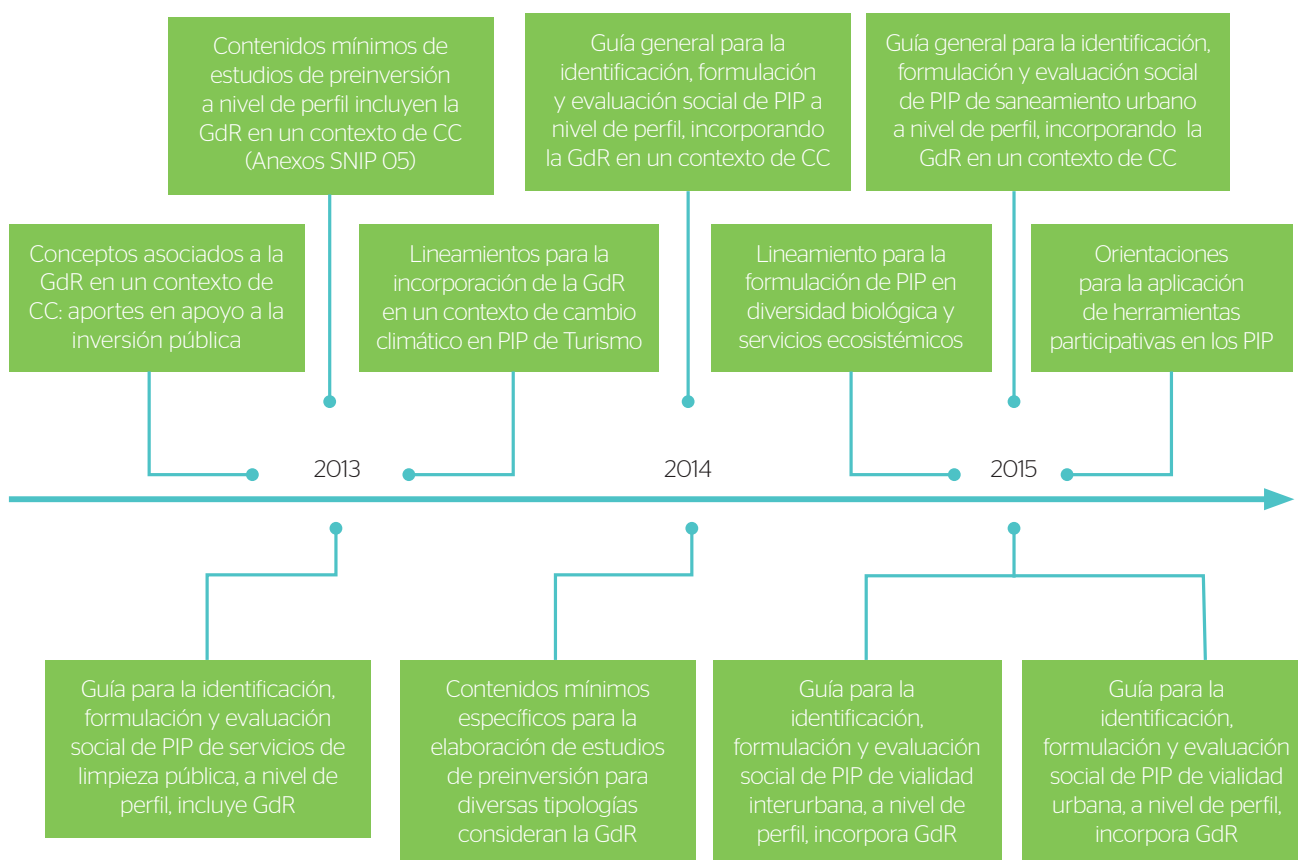 Contenidos mínimos de
estudios de preinversión
a nivel de perfil incluyen la
GdR en un contexto de CC
(Anexos SNIP 05)
Guía general para la
identificación, formulación
y evaluación social de PIP a
nivel de perfil, incorporando
la GdR en un contexto de CC
Guía general para la identificación,
formulación y evaluación social
de PIP de saneamiento urbano
a nivel de perfil, incorporando la
GdR en un contexto de CC
Conceptos asociados a la
GdR en un contexto de
CC: aportes en apoyo a la
inversión pública
Lineamientos para la
incorporación de la GdR
en un contexto de cambio
climático en PIP de Turismo
Lineamiento para la
formulación de PIP en
diversidad biológica y
servicios ecosistémicos
Orientaciones
para la aplicación
de herramientas
participativas en los PIP
2013
2014
2015
Guía para la identificación,
formulación y evaluación
social de PIP de servicios de
limpieza pública, a nivel de
perfil, incluye GdR
Contenidos mínimos
específicos para la
elaboración de estudios
de preinversión para
diversas tipologías
consideran la GdR
Guía para la
identificación,
formulación y evaluación
social de PIP de vialidad
interurbana, a nivel de
perfil, incorpora GdR
Guía para la
identificación,
formulación y evaluación
social de PIP de vialidad
urbana, a nivel de perfil,
incorpora GdR